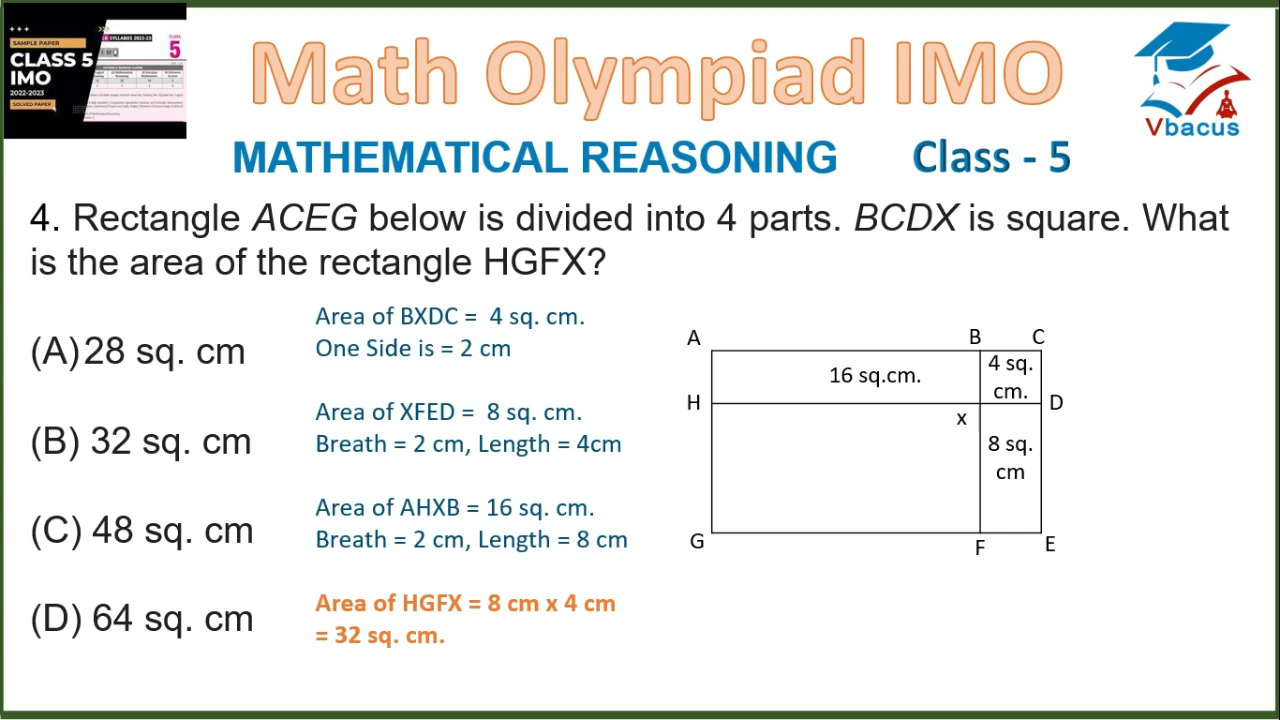 SAMPLE PAPER
CLASS 5
IMO
2022-2023
SOLVED PAPER
SYLLABUS 2022-23
5
Math Olympiad IMO
Vbacus
MATHEMATICAL REASONING Class - 5
4. Rectangle ACEG below is divided into 4 parts. BCDX is square. What
is the area of the rectangle HGFX?
(A) 28 sq. cm
(B) 32 sq. cm
(C) 48 sq. cm
(D) 64 sq. cm
Area of BXDC = 4 sq. cm.
One Side is = 2 cm
Area of XFED = 8 sq. cm.
Breath = 2 cm, Length = 4cm
Area of AHXB = 16 sq. cm.
Breath = 2 cm, Length = 8 cm
Area of HGFX = 8 cm x 4 cm
= 32 sq. cm.
A B C
16 sq.cm. 4 sq.
cm.
H D
x
8 sq.
cm
G F E